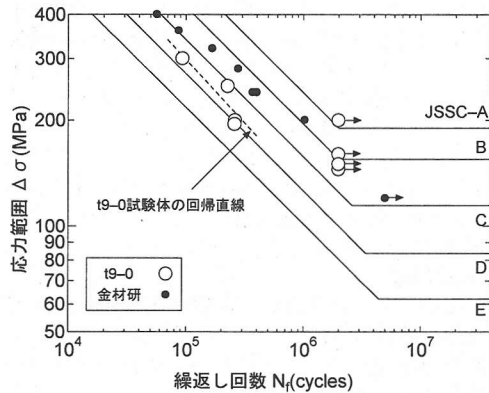 400
300
200
100
90
80
70
60
50
応力範囲 Δσ(MPa)
JSSC–A
B
C
D
E
t9–0試験体の回帰直線
t9–0
金材研
10⁴
10⁵
10⁶
10⁷
繰返し回数 Nf(cycles)